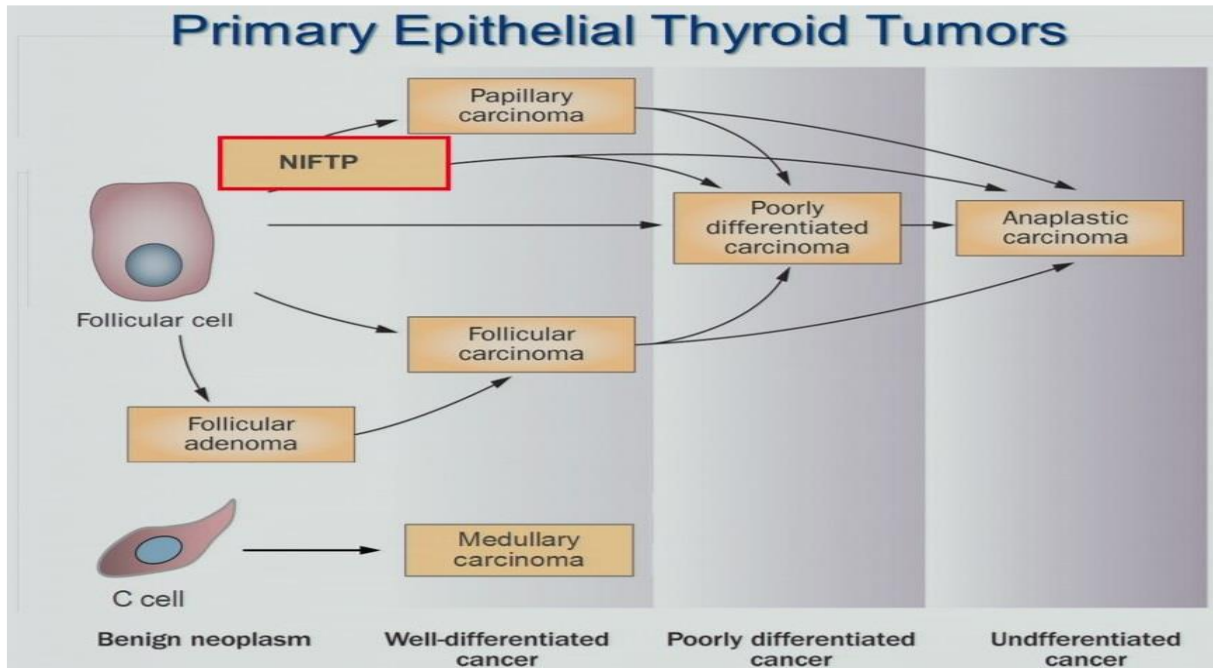 Primary Epithelial Thyroid Tumors
Papillary
carcinoma
NIFTP
Poorly
differentiated
carcinoma
Anaplastic
carcinoma
Follicular cell
Follicular
carcinoma
Follicular
adenoma
Medullary
carcinoma
C cell
Benign neoplasm
Well-differentiated
cancer
Poorly differentiated
cancer
Undfferentiated
cancer